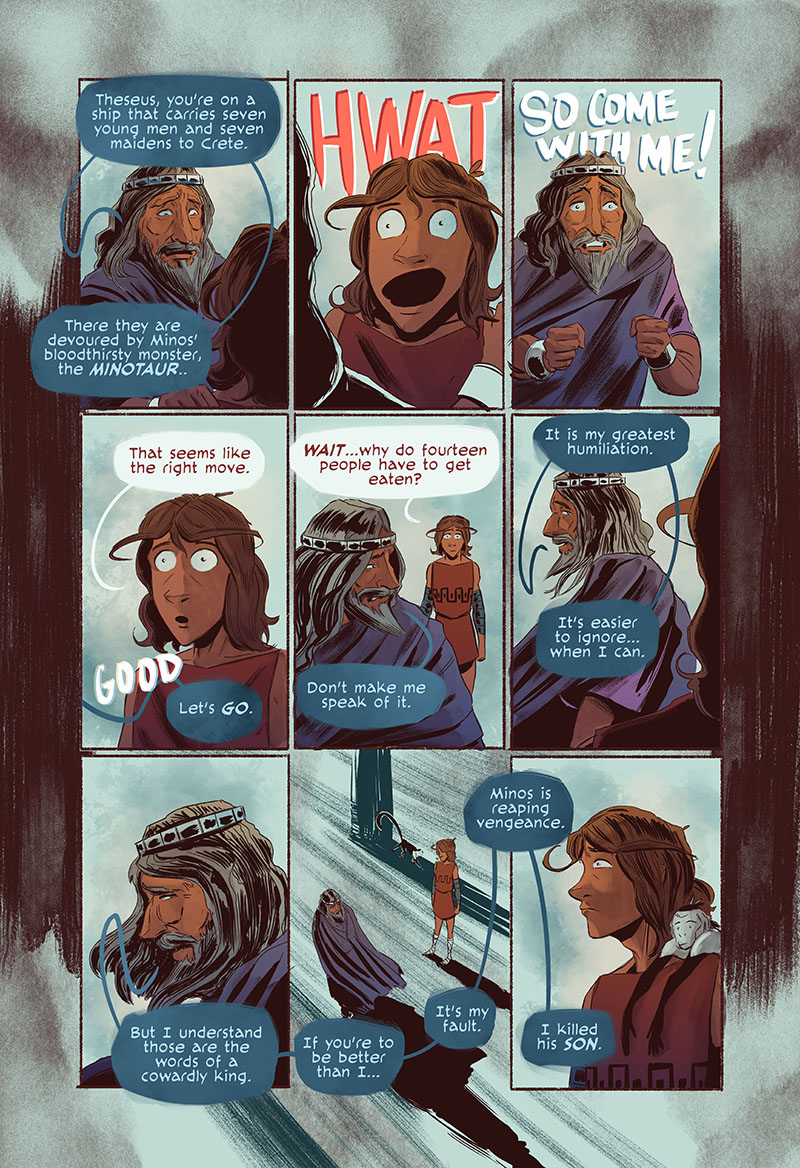 Theseus, you're on a
ship that carries seven
young men and seven
maidens to Crete.
There they are
devoured by Minos'
bloodthirsty monster,
the MINOTAUR..
HWAT
SO COME
WITH ME!
That seems like
the right move.
GOOD
Let's GO.
WAIT...why do fourteen
people have to get
eaten?
Don't make me
speak of it.
It is my greatest
humiliation.
It's easier
to ignore...
when I can.
But I understand
those are the
words of a
cowardly king.
If you're to
be better
than I...
It's my
fault.
Minos is
reaping
vengeance.
I killed
his SON.